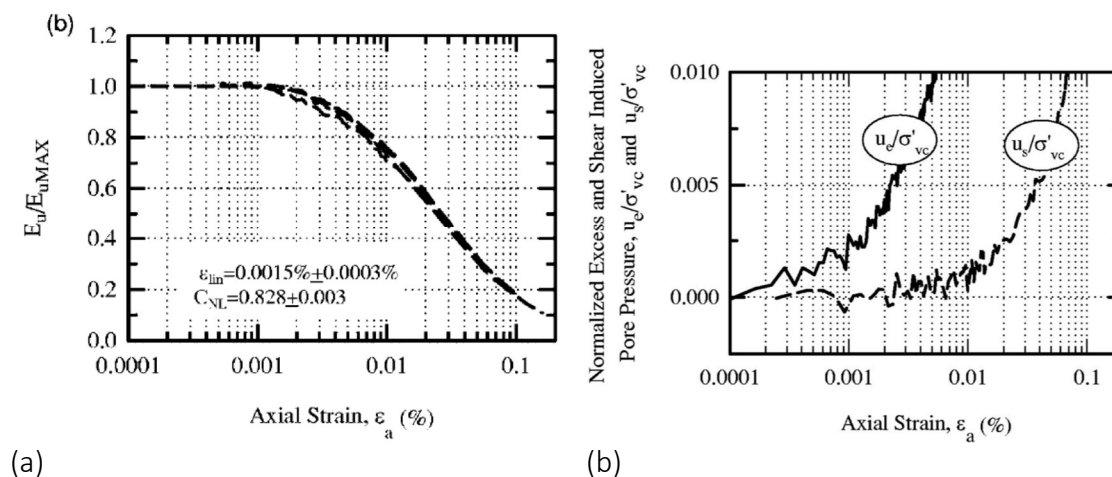 (b)
1.2
1.0
0.8
0.6
0.4
0.2
0.0
E_u/E_uMAX
ε_lin=0.0015%±0.0003%
C_NL=0.828±0.003
0.0001
0.001
0.01
0.1
Axial Strain, ε_a (%)
(a)
Normalized Excess and Shear Induced
Pore Pressure, u_e/σ'_vc and u_s/σ'_vc
0.010
0.005
0.000
u_e/σ'_vc
u_s/σ'_vc
0.0001
0.001
0.01
0.1
Axial Strain, ε_a (%)
(b)